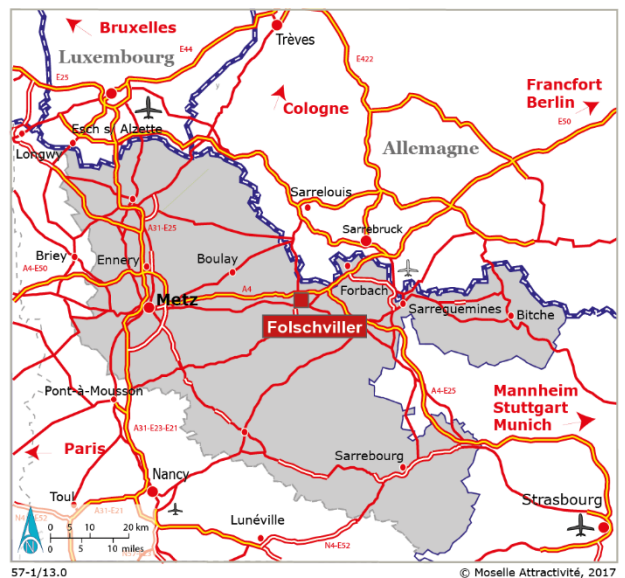 Bruxelles
Trèves
Luxembourg
E44
E422
E25
Francfort
Berlin
Cologne
E50
Esch s/ Alzette
Longwy
Allemagne
Sarrelouis
Sarrebruck
A31-E25
Briey
Ennery
Boulay
A4-E50
A4
Forbach
Metz
Sarreguemines
Bitche
Folschviller
Pont-à-Mousson
A4-E25
Mannheim
Stuttgart
Munich
A31-E23-E21
Paris
Sarrebourg
Nancy
Toul
A31-E21
Strasbourg
N4-E52
Lunéville
N4-E52
0 5 10 20 km
0 5 10 miles
57-1/13.0
© Moselle Attractivité, 2017